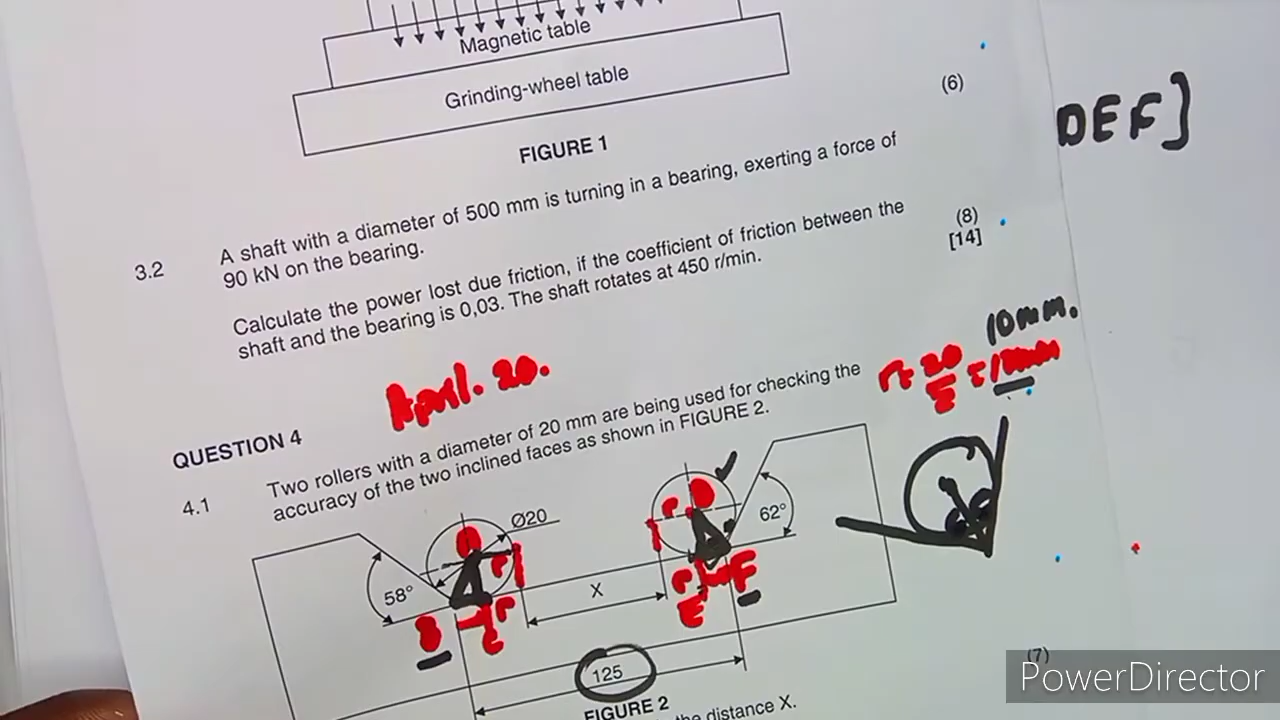 Magnetic table
Grinding-wheel table
(6)
FIGURE 1
DEF]
3.2
A shaft with a diameter of 500 mm is turning in a bearing, exerting a force of
90 kN on the bearing.
(8)
Calculate the power lost due friction, if the coefficient of friction between the
shaft and the bearing is 0,03. The shaft rotates at 450 r/min.
[14]
10mm.
April. 20.
QUESTION 4
4.1
Two rollers with a diameter of 20 mm are being used for checking the
accuracy of the two inclined faces as shown in FIGURE 2.
Ø20
r
r
62°
58°
X
r
r
F
E
125
(7)
FIGURE 2
the distance X.
PowerDirector